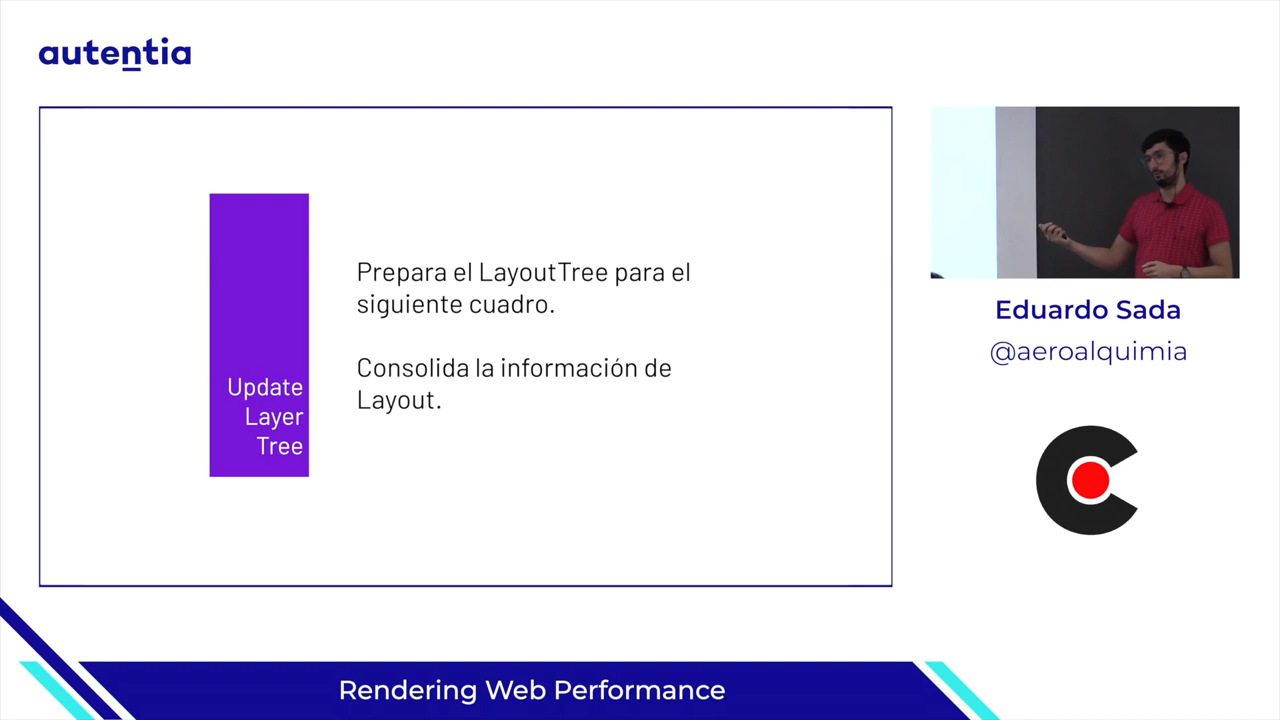 autentia
Update
Layer
Tree
Prepara el LayoutTree para el
siguiente cuadro.
Consolida la información de
Layout.
Eduardo Sada
@aeroalquimia
Rendering Web Performance